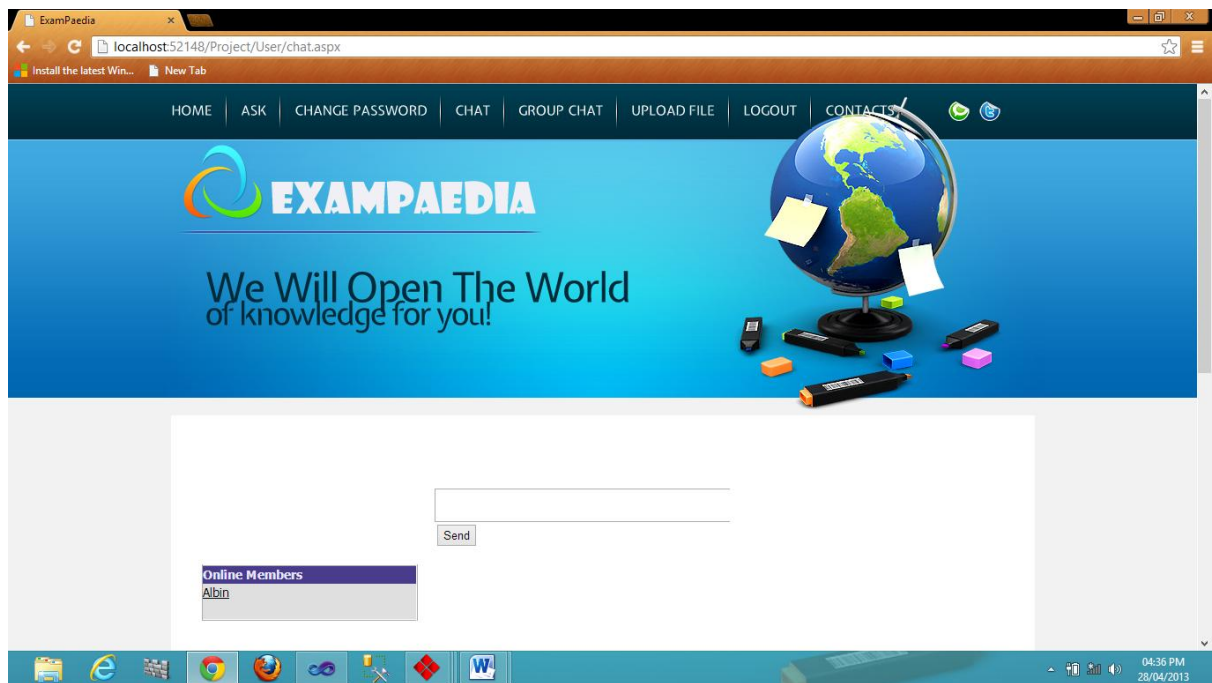 ExamPaedia
localhost:52148/Project/User/chat.aspx
Install the latest Win... New Tab
HOME ASK CHANGE PASSWORD CHAT GROUP CHAT UPLOAD FILE LOGOUT CONTACTS
EXAMPAEDIA
We Will Open The World
of knowledge for you!
Send
Online Members
Albin
04:36 PM
28/04/2013